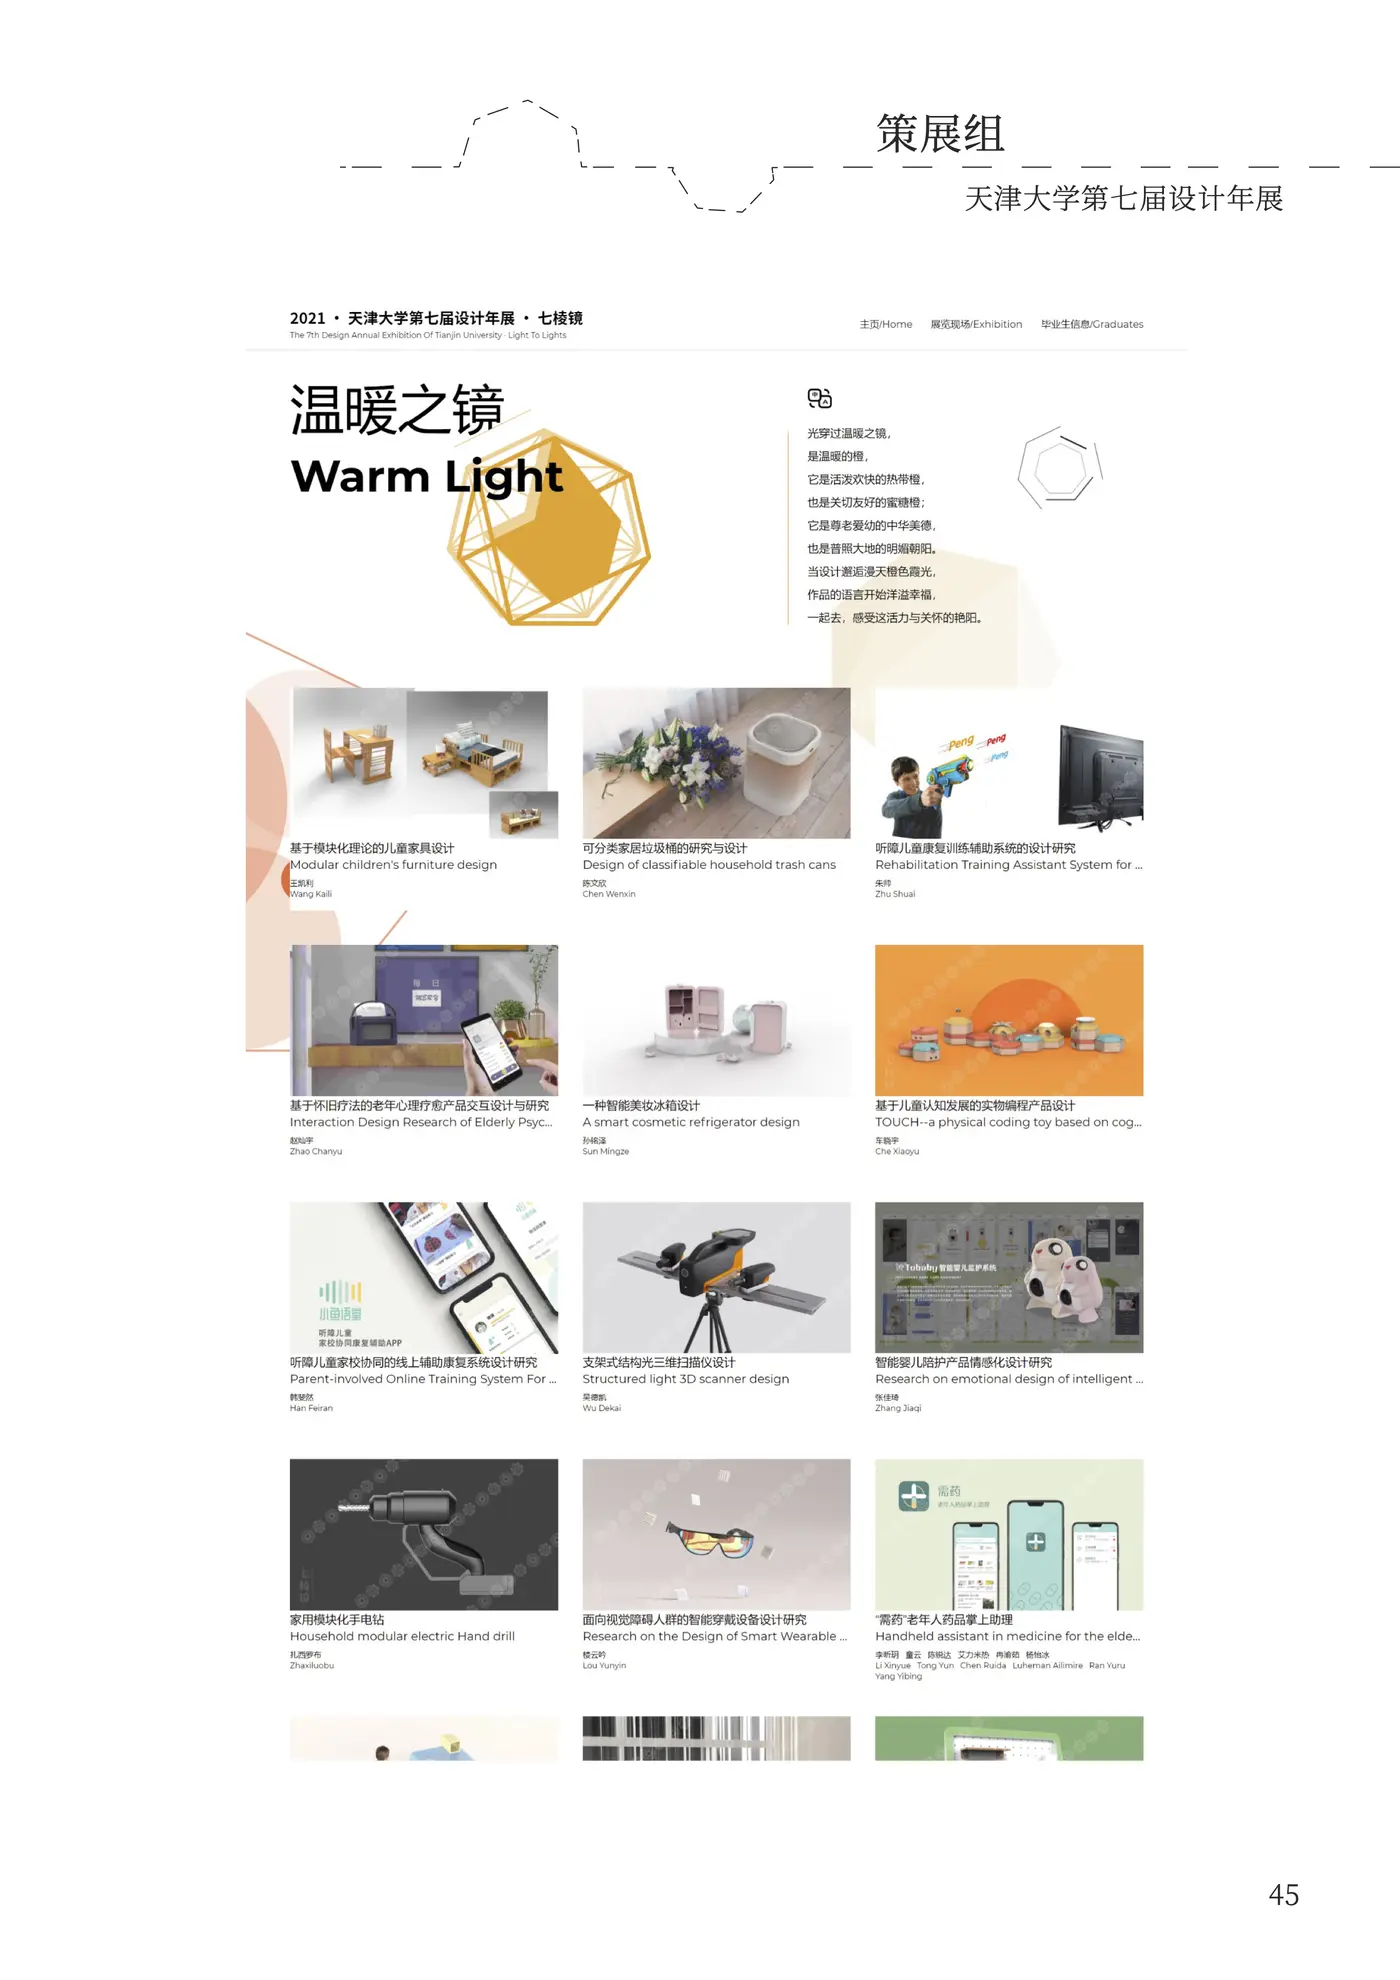 策展组
天津大学第七届设计年展
2021 · 天津大学第七届设计年展 · 七棱镜
The 7th Design Annual Exhibition Of Tianjin University · Light To Lights
主页/Home 展览现场/Exhibition 毕业生信息/Graduates
温暖之镜
Warm Light
光穿过温暖之镜，
是温暖的橙，
它是活泼欢快的热带橙，
也是关切友好的蜜糖橙；
它是尊老爱幼的中华美德，
也是普照大地的明媚朝阳。
当设计邂逅漫天橙色霞光，
作品的语言开始洋溢幸福，
一起去，感受这活力与关怀的艳阳。
Peng
Peng
Peng
基于模块化理论的儿童家具设计
Modular children's furniture design
王凯利
Wang Kaili
可分类家居垃圾桶的研究与设计
Design of classifiable household trash cans
陈文欣
Chen Wenxin
听障儿童康复训练辅助系统的设计研究
Rehabilitation Training Assistant System for ...
朱帅
Zhu Shuai
每日
基于怀旧疗法的老年心理疗愈产品交互设计与研究
Interaction Design Research of Elderly Psyc...
赵灿宇
Zhao Chanyu
一种智能美妆冰箱设计
A smart cosmetic refrigerator design
孙铭泽
Sun Mingze
基于儿童认知发展的实物编程产品设计
TOUCH--a physical coding toy based on cog...
车晓宇
Che Xiaoyu
小鱼语堂
听障儿童
家校协同康复辅助APP
Tobaby 智能婴儿监护系统
听障儿童家校协同的线上辅助康复系统设计研究
Parent-involved Online Training System For ...
韩斐然
Han Feiran
支架式结构光三维扫描仪设计
Structured light 3D scanner design
吴德凯
Wu Dekai
智能婴儿陪护产品情感化设计研究
Research on emotional design of intelligent ...
张佳琦
Zhang Jiaqi
需药
老年人药品掌上助理
家用模块化手电钻
Household modular electric Hand drill
扎西罗布
Zhaxiluobu
面向视觉障碍人群的智能穿戴设备设计研究
Research on the Design of Smart Wearable ...
楼云吟
Lou Yunyin
“需药”老年人药品掌上助理
Handheld assistant in medicine for the elde...
李昕玥 童云 陈锐达 艾力米热 冉渝茹 杨怡冰
Li Xinyue Tong Yun Chen Ruida Luheman Ailimire Ran Yuru
Yang Yibing
45